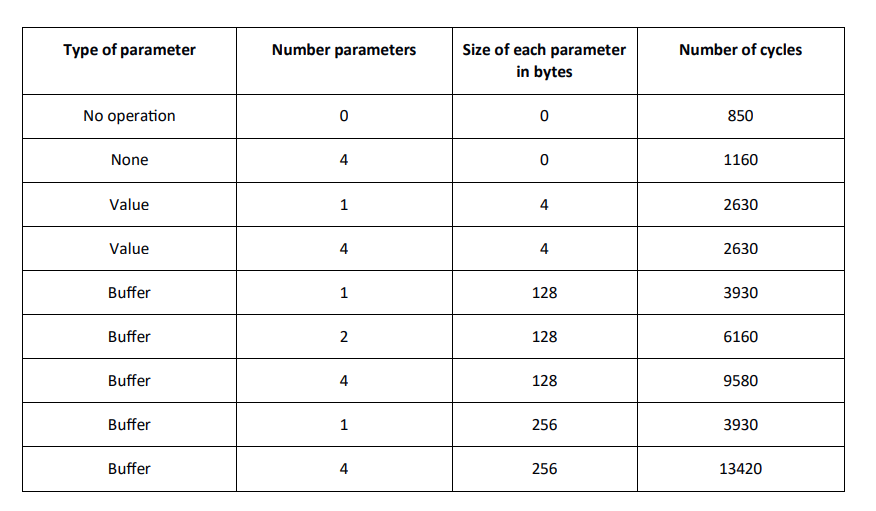 Type of parameter Number parameters Size of each parameter in bytes Number of cycles
No operation 0 0 850
None 4 0 1160
Value 1 4 2630
Value 4 4 2630
Buffer 1 128 3930
Buffer 2 128 6160
Buffer 4 128 9580
Buffer 1 256 3930
Buffer 4 256 13420